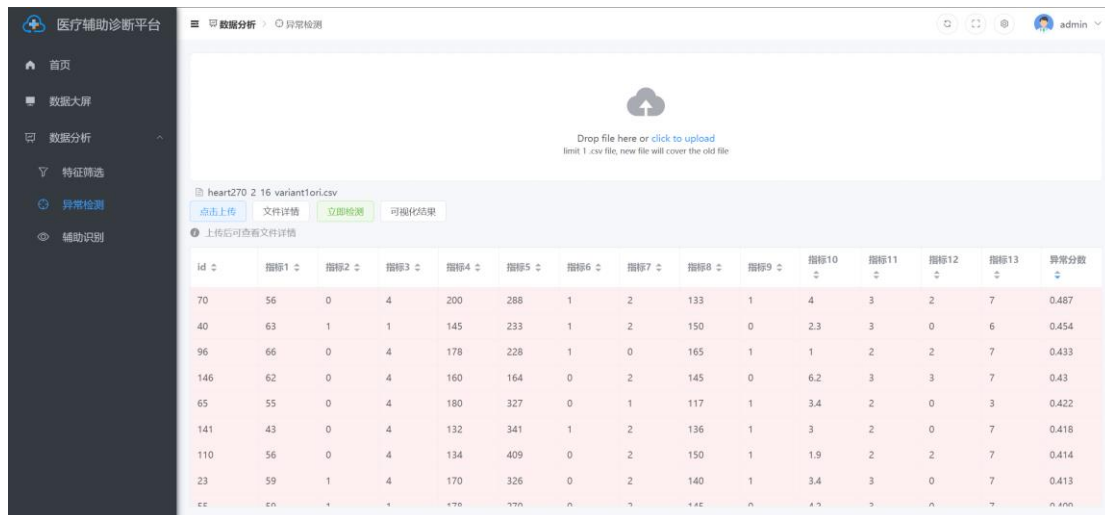 医疗辅助诊断平台
数据分析 > 异常检测
admin
首页
数据大屏
数据分析
特征筛选
异常检测
辅助识别
Drop file here or click to upload
limit 1 .csv file, new file will cover the old file
heart270 2 16 variant1ori.csv
点击上传 文件详情 立即检测 可视化结果
上传后可查看文件详情
id 指标1 指标2 指标3 指标4 指标5 指标6 指标7 指标8 指标9 指标10 指标11 指标12 指标13 异常分数
70 56 0 4 200 288 1 2 133 1 4 3 2 7 0.487
40 63 1 1 145 233 1 2 150 0 2.3 3 0 6 0.454
96 66 0 4 178 228 1 0 165 1 1 2 2 7 0.433
146 62 0 4 160 164 0 2 145 0 6.2 3 3 7 0.43
65 55 0 4 180 327 0 1 117 1 3.4 2 0 3 0.422
141 43 0 4 132 341 1 2 136 1 3 2 0 7 0.418
110 56 0 4 134 409 0 2 150 1 1.9 2 2 7 0.414
23 59 1 4 170 326 0 2 140 1 3.4 3 0 7 0.413